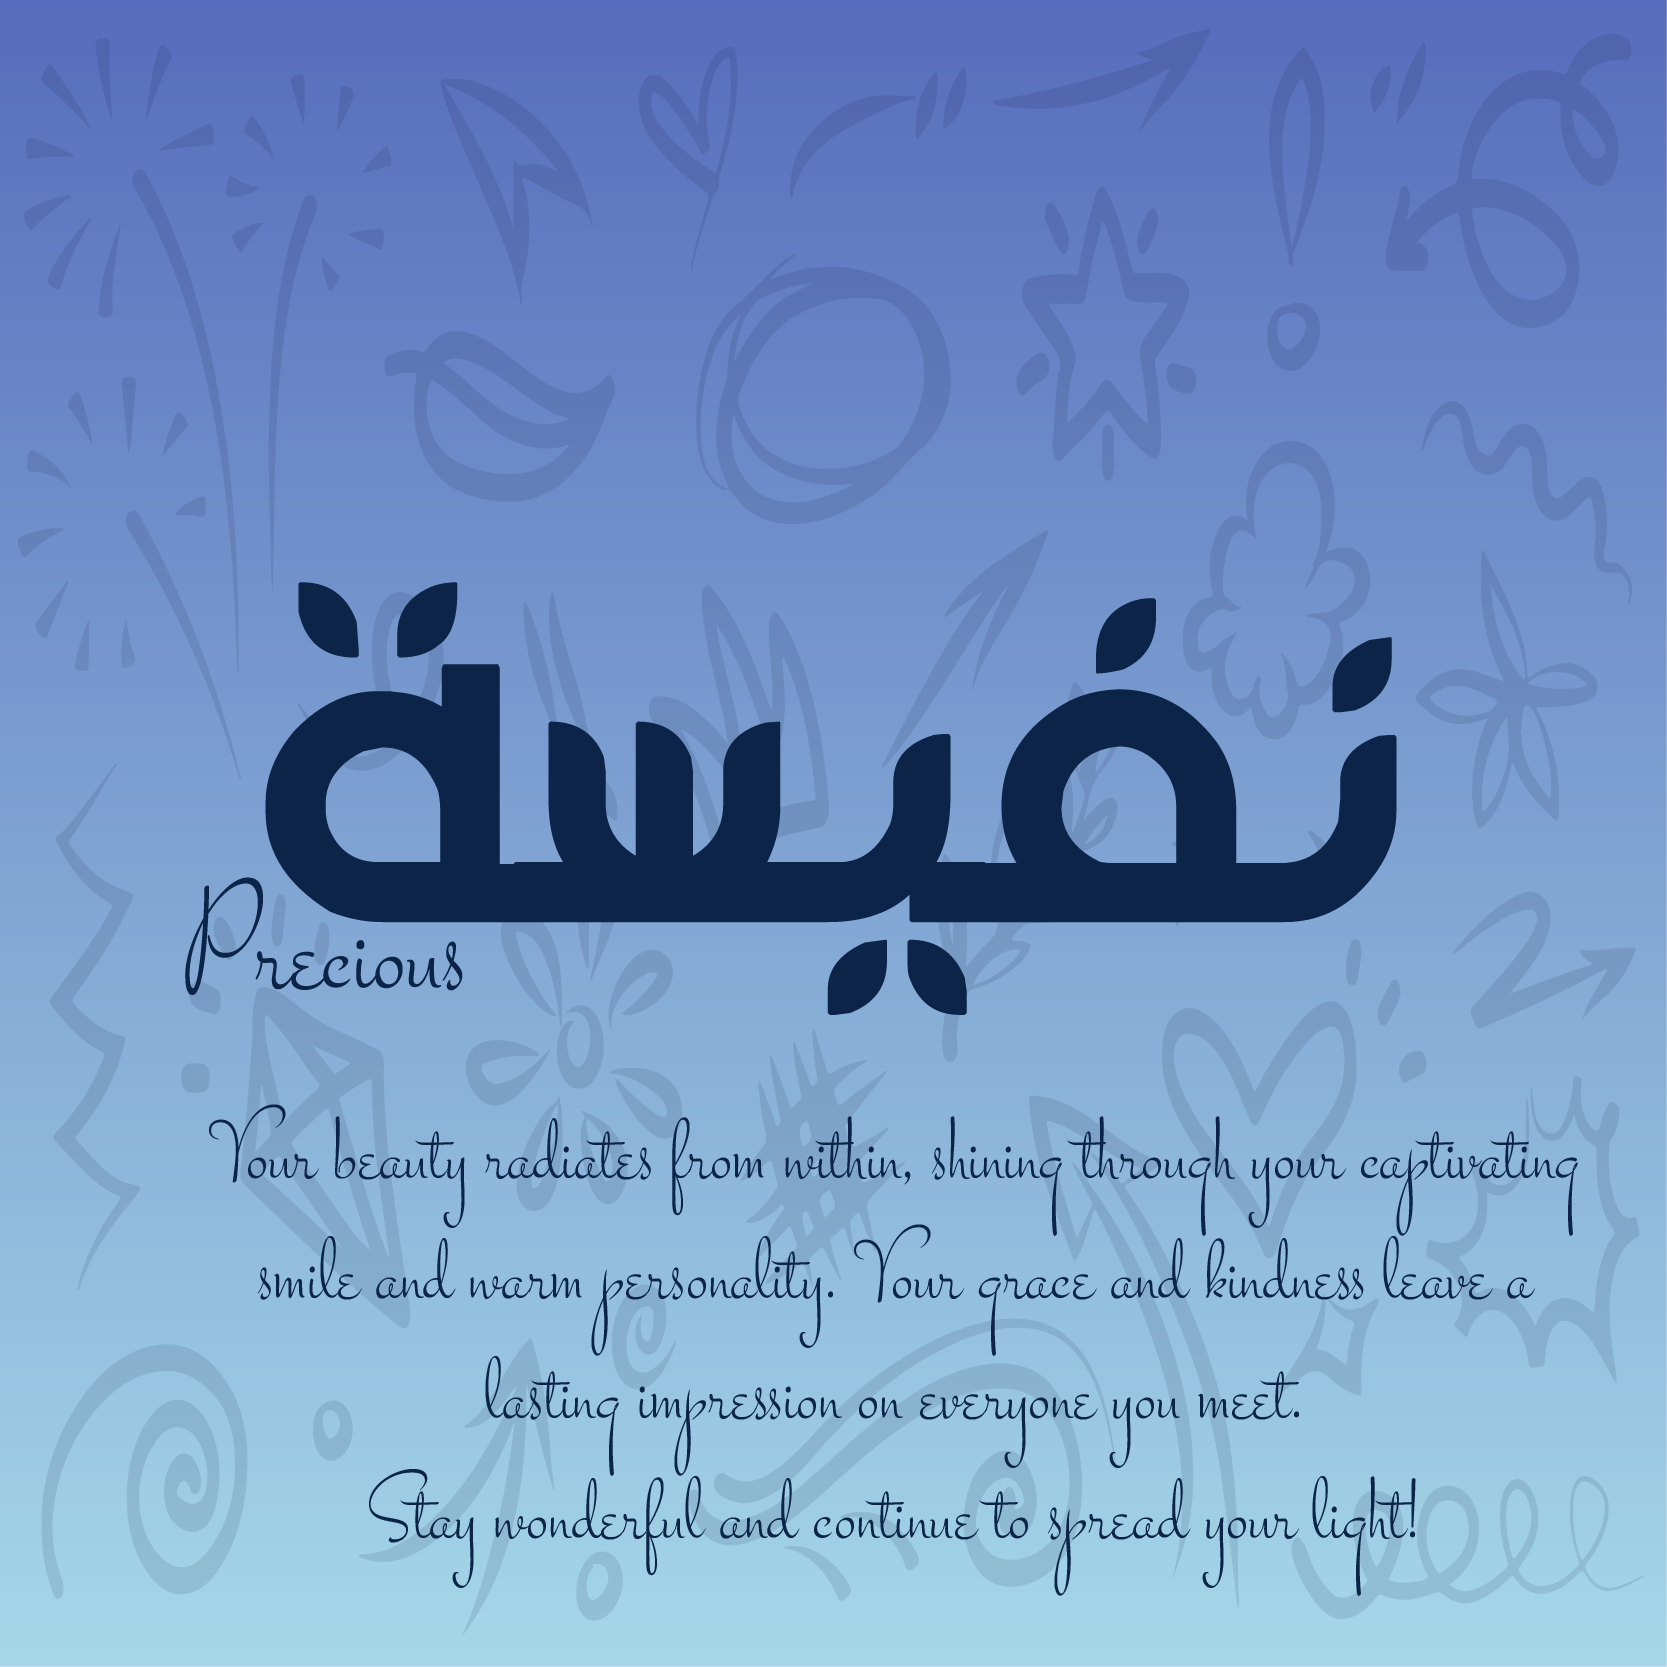 نفيسة
Precious
Your beauty radiates from within, shining through your captivating
smile and warm personality. Your grace and kindness leave a
lasting impression on everyone you meet.
Stay wonderful and continue to spread your light!